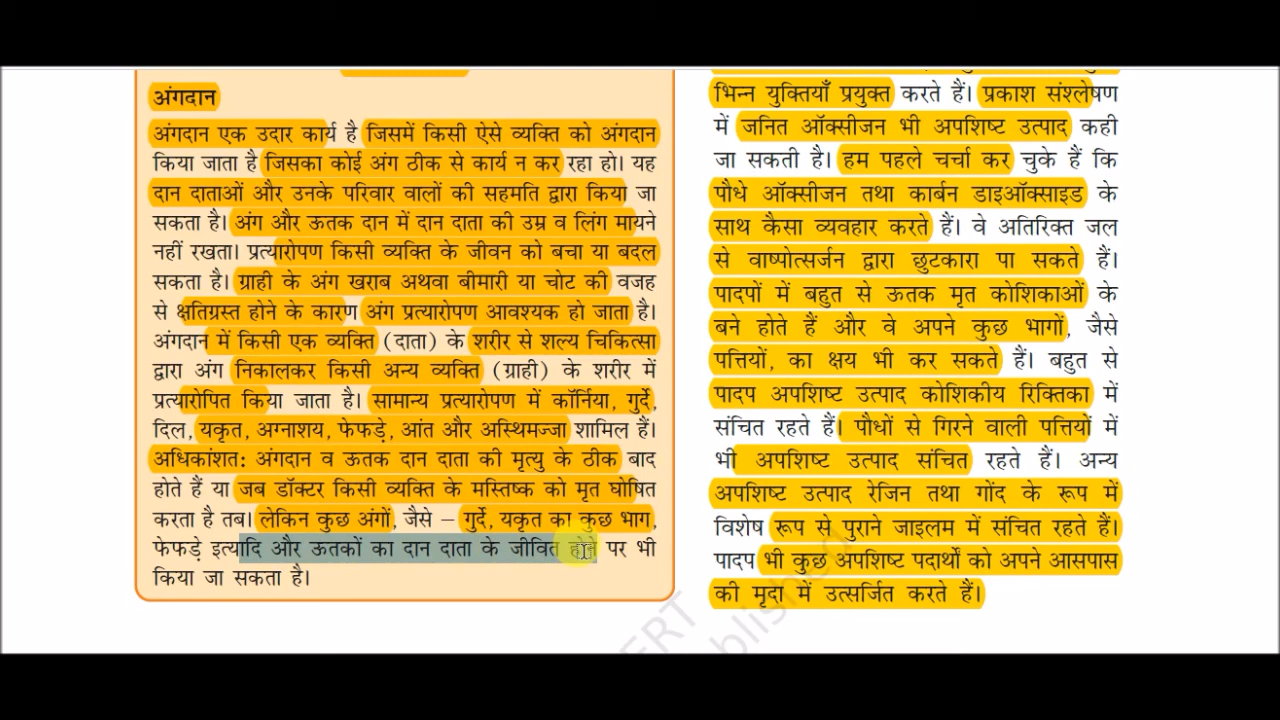 अंगदान
अंगदान एक उदार कार्य है जिसमें किसी ऐसे व्यक्ति को अंगदान
किया जाता है जिसका कोई अंग ठीक से कार्य न कर रहा हो। यह
दान दाताओं और उनके परिवार वालों की सहमति द्वारा किया जा
सकता है। अंग और ऊतक दान में दान दाता की उम्र व लिंग मायने
नहीं रखता। प्रत्यारोपण किसी व्यक्ति के जीवन को बचा या बदल
सकता है। ग्राही के अंग खराब अथवा बीमारी या चोट की वजह
से क्षतिग्रस्त होने के कारण अंग प्रत्यारोपण आवश्यक हो जाता है।
अंगदान में किसी एक व्यक्ति (दाता) के शरीर से शल्य चिकित्सा
द्वारा अंग निकालकर किसी अन्य व्यक्ति (ग्राही) के शरीर में
प्रत्यारोपित किया जाता है। सामान्य प्रत्यारोपण में कॉर्निया, गुर्दे,
दिल, यकृत, अग्नाशय, फेफड़े, आंत और अस्थिमज्जा शामिल हैं।
अधिकांशत: अंगदान व ऊतक दान दाता की मृत्यु के ठीक बाद
होते हैं या जब डॉक्टर किसी व्यक्ति के मस्तिष्क को मृत घोषित
करता है तब। लेकिन कुछ अंगों, जैसे – गुर्दे, यकृत का कुछ भाग,
फेफड़े इत्यादि और ऊतकों का दान दाता के जीवित होने पर भी
किया जा सकता है।
भिन्न युक्तियाँ प्रयुक्त करते हैं। प्रकाश संश्लेषण
में जनित ऑक्सीजन भी अपशिष्ट उत्पाद कही
जा सकती है। हम पहले चर्चा कर चुके हैं कि
पौधे ऑक्सीजन तथा कार्बन डाइऑक्साइड के
साथ कैसा व्यवहार करते हैं। वे अतिरिक्त जल
से वाष्पोत्सर्जन द्वारा छुटकारा पा सकते हैं।
पादपों में बहुत से ऊतक मृत कोशिकाओं के
बने होते हैं और वे अपने कुछ भागों, जैसे
पत्तियों, का क्षय भी कर सकते हैं। बहुत से
पादप अपशिष्ट उत्पाद कोशिकीय रिक्तिका में
संचित रहते हैं। पौधों से गिरने वाली पत्तियों में
भी अपशिष्ट उत्पाद संचित रहते हैं। अन्य
अपशिष्ट उत्पाद रेजिन तथा गोंद के रूप में
विशेष रूप से पुराने जाइलम में संचित रहते हैं।
पादप भी कुछ अपशिष्ट पदार्थों को अपने आसपास
की मृदा में उत्सर्जित करते हैं।